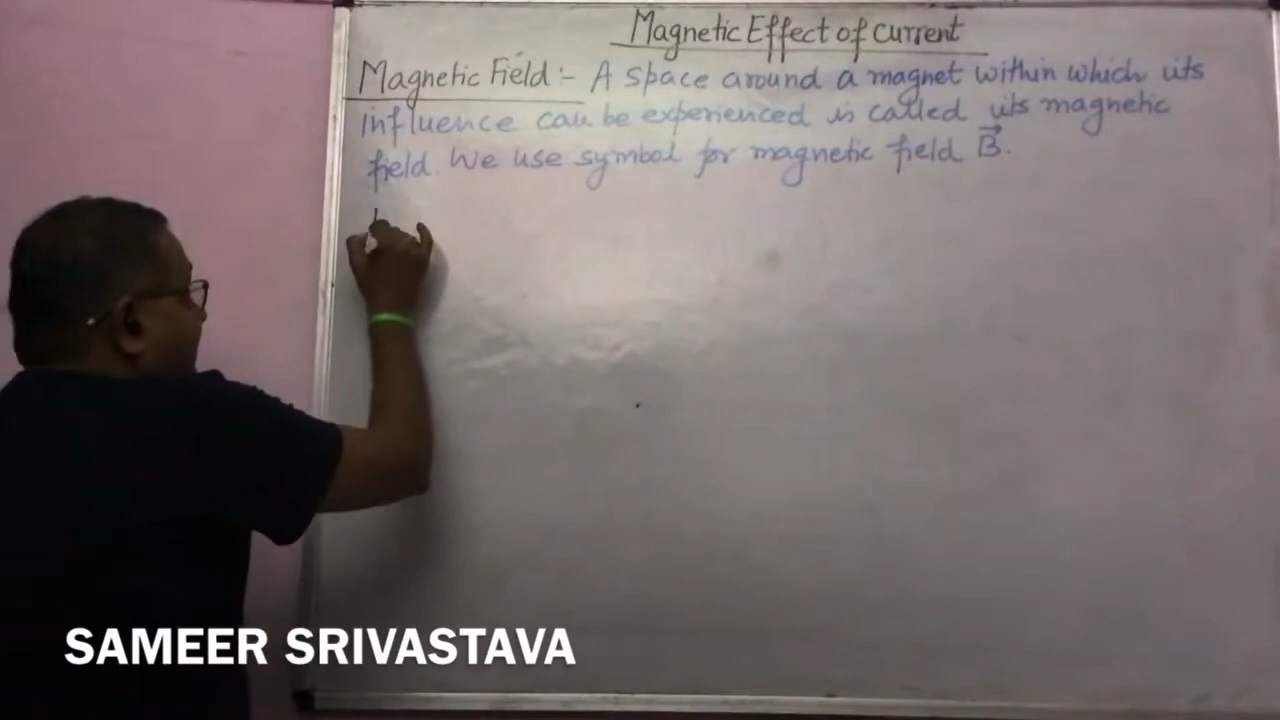 Magnetic Effect of current
Magnetic Field :- A space around a magnet within which its
influence can be experienced is called its magnetic
field. We use symbol for magnetic field B⃗.
SAMEER SRIVASTAVA